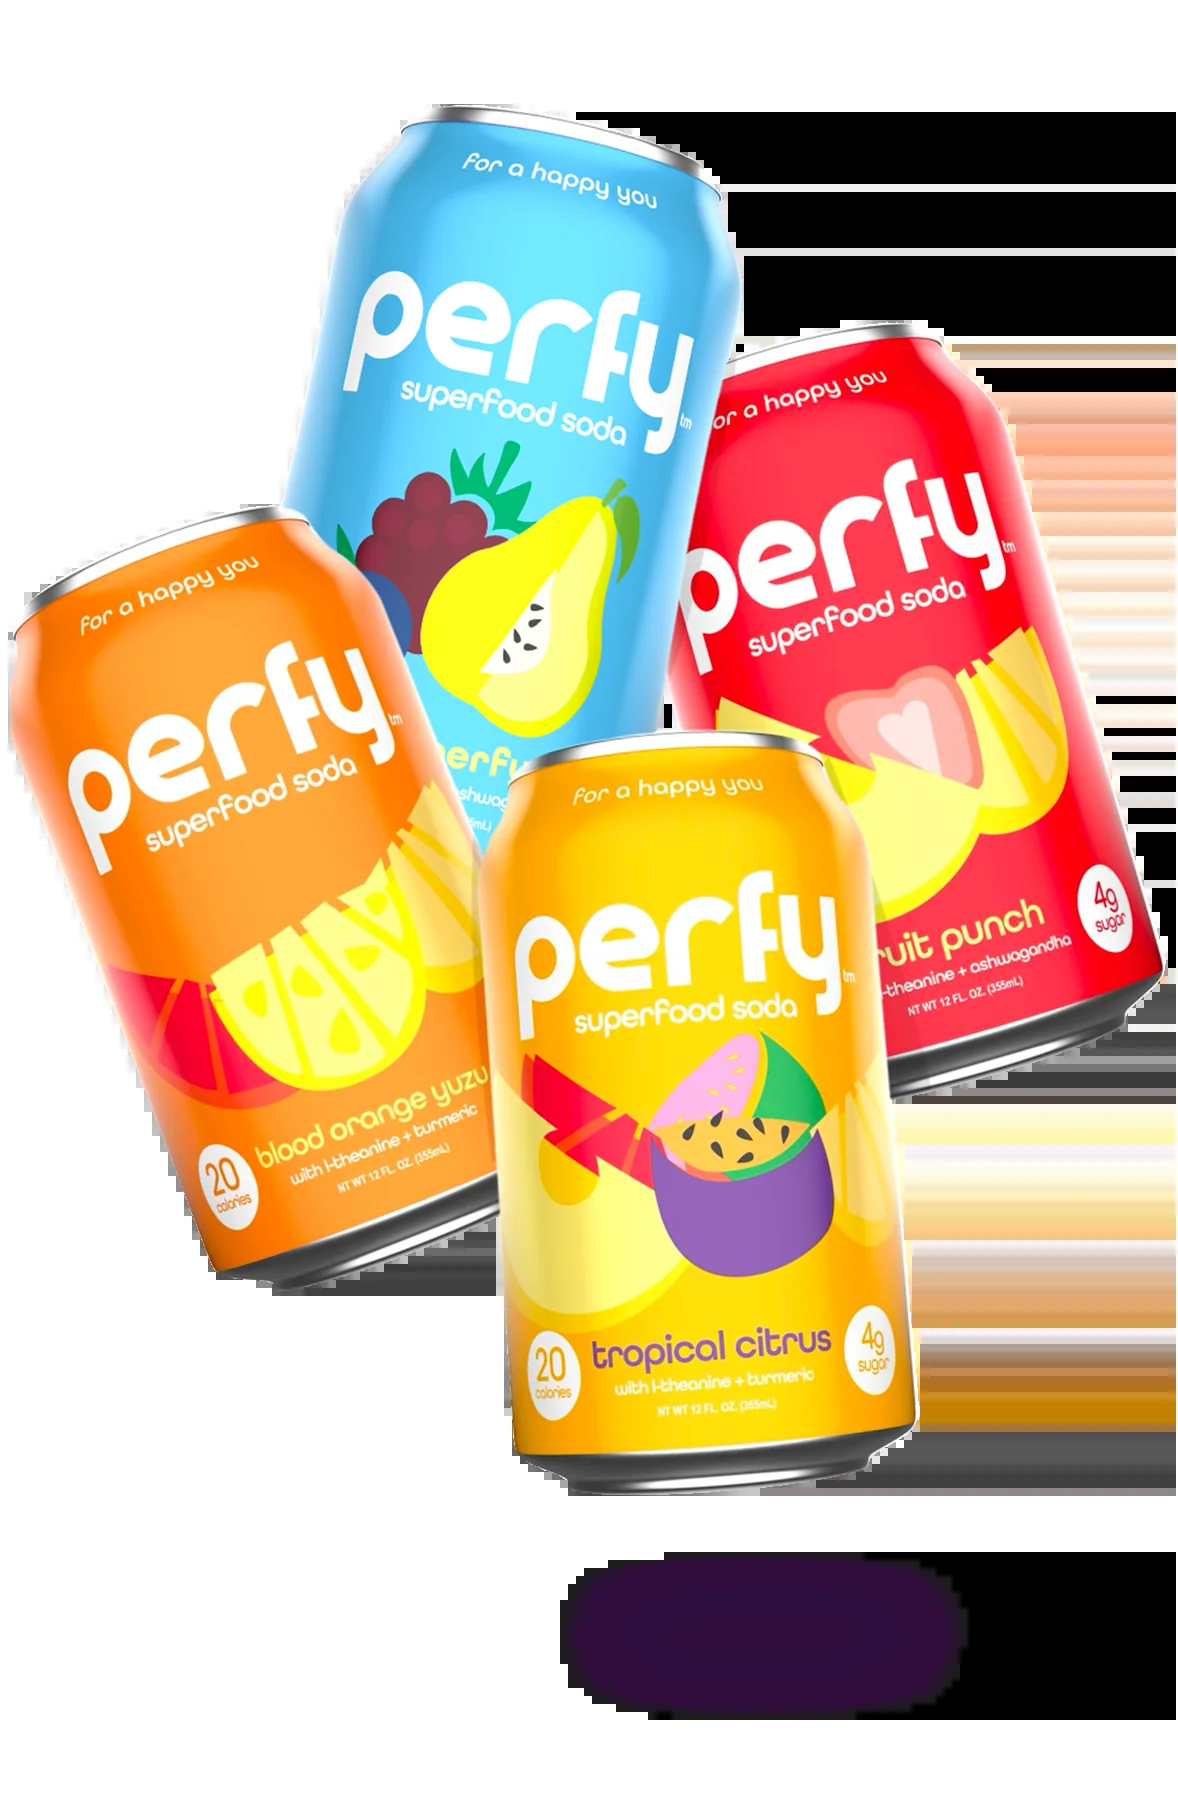 for a happy you
perfy
tm
superfood soda
for a happy you
perfy
tm
superfood soda
punch
4g
sugar
l-theanine + ashwagandha
NT WT 12 FL. OZ. (355mL)
for a happy you
perfy
tm
superfood soda
blood orange yuzu
with l-theanine + turmeric
NT WT 12 FL. OZ. (355mL)
20
calories
for a happy you
perfy
tm
superfood soda
tropical citrus
with l-theanine + turmeric
NT WT 12 FL. OZ. (355mL)
20
calories
4g
sugar